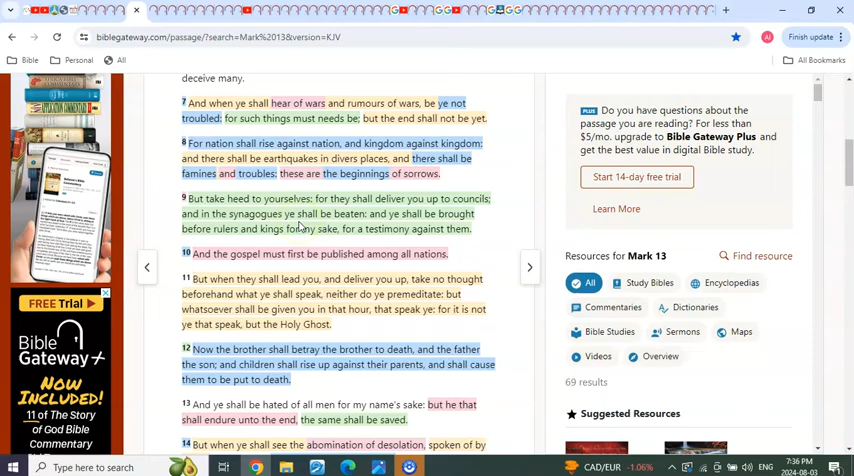 Finish update
biblegateway.com/passage/?search=Mark%2013&version=KJV
Bible
Personal
All
All Bookmarks
deceive many.
7 And when ye shall hear of wars and rumours of wars, be ye not
troubled: for such things must needs be; but the end shall not be yet.
8 For nation shall rise against nation, and kingdom against kingdom:
and there shall be earthquakes in divers places, and there shall be
famines and troubles: these are the beginnings of sorrows.
9 But take heed to yourselves: for they shall deliver you up to councils;
and in the synagogues ye shall be beaten: and ye shall be brought
before rulers and kings for my sake, for a testimony against them.
10 And the gospel must first be published among all nations.
11 But when they shall lead you, and deliver you up, take no thought
beforehand what ye shall speak, neither do ye premeditate: but
whatsoever shall be given you in that hour, that speak ye: for it is not
ye that speak, but the Holy Ghost.
12 Now the brother shall betray the brother to death, and the father
the son; and children shall rise up against their parents, and shall cause
them to be put to death.
13 And ye shall be hated of all men for my name's sake: but he that
shall endure unto the end, the same shall be saved.
14 But when ye shall see the abomination of desolation, spoken of by
FREE Trial
Bible
Gateway+
NOW
INCLUDED!
11 of The Story
of God Bible
Commentary
PLUS Do you have questions about the
passage you are reading? For less than
$5/mo. upgrade to Bible Gateway Plus and
get the best value in digital Bible study.
Start 14-day free trial
Learn More
Resources for Mark 13
Find resource
All
Study Bibles
Encyclopedias
Commentaries
Dictionaries
Bible Studies
Sermons
Maps
Videos
Overview
69 results
Suggested Resources
Type here to search
CAD/EUR -1.06%
ENG
7:36 PM
2024-08-03